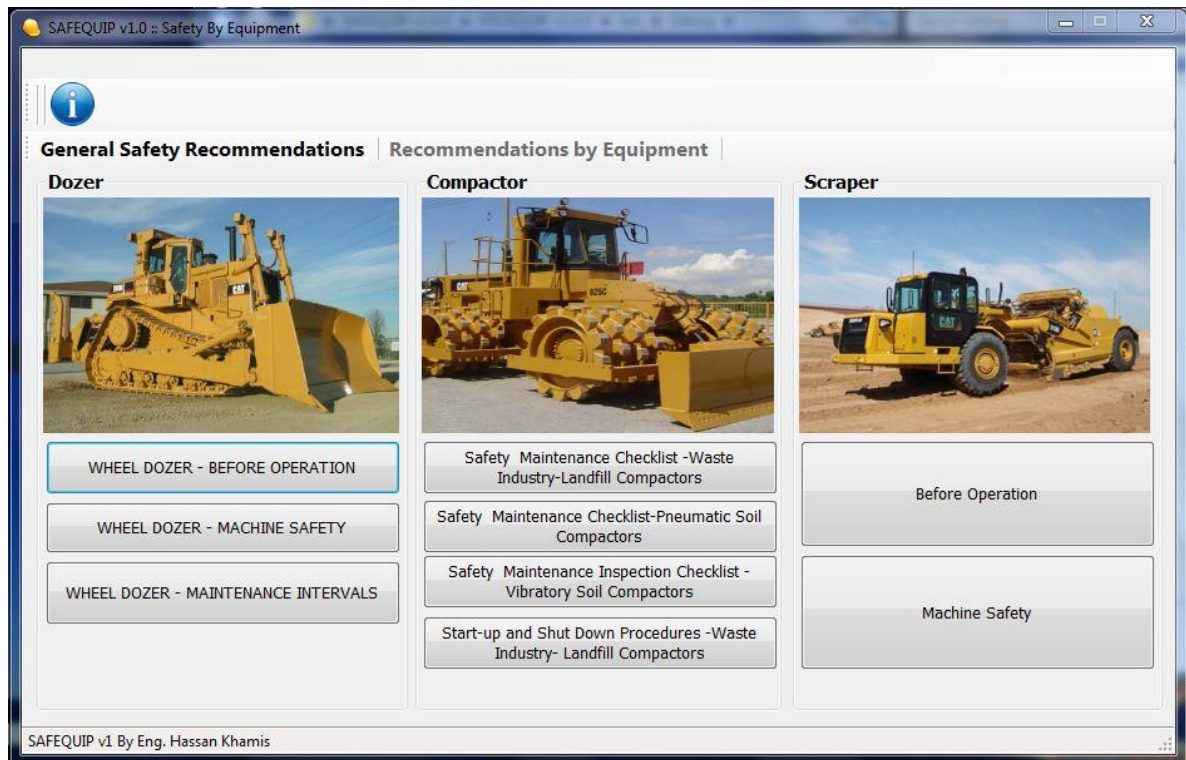 SAFEQUIP v1.0 :: Safety By Equipment
General Safety Recommendations
Recommendations by Equipment
Dozer
CAT
WHEEL DOZER - BEFORE OPERATION
WHEEL DOZER - MACHINE SAFETY
WHEEL DOZER - MAINTENANCE INTERVALS
Compactor
CAT
825C
Safety Maintenance Checklist -Waste
Industry-Landfill Compactors
Safety Maintenance Checklist-Pneumatic Soil
Compactors
Safety Maintenance Inspection Checklist -
Vibratory Soil Compactors
Start-up and Shut Down Procedures -Waste
Industry- Landfill Compactors
Scraper
CAT
Before Operation
Machine Safety
SAFEQUIP v1 By Eng. Hassan Khamis